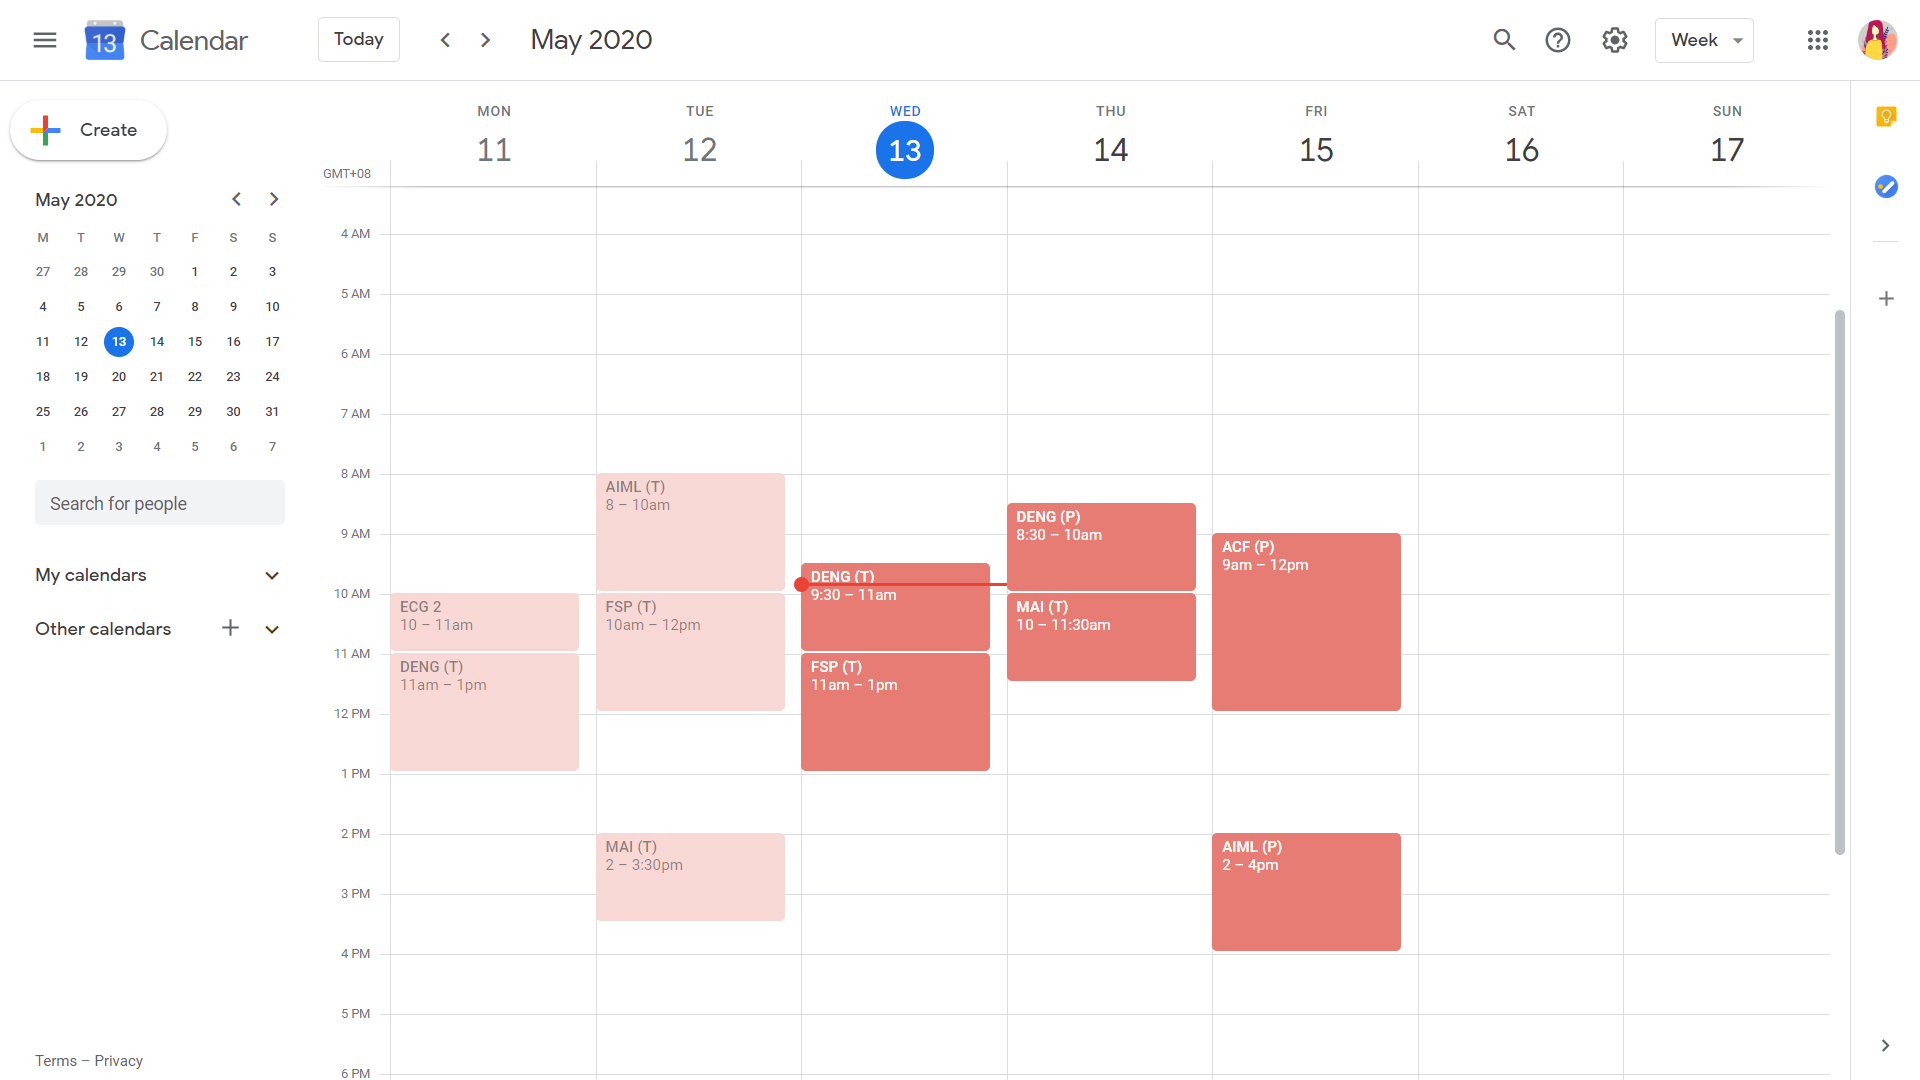 13 Calendar
Today
May 2020
Week
Create
May 2020
M T W T F S S
27 28 29 30 1 2 3
4 5 6 7 8 9 10
11 12 13 14 15 16 17
18 19 20 21 22 23 24
25 26 27 28 29 30 31
1 2 3 4 5 6 7
Search for people
My calendars
Other calendars
Terms – Privacy
GMT+08
MON TUE WED THU FRI SAT SUN
11 12 13 14 15 16 17
4 AM
5 AM
6 AM
7 AM
8 AM
9 AM
10 AM
11 AM
12 PM
1 PM
2 PM
3 PM
4 PM
5 PM
6 PM
ECG 2
10 – 11am
DENG (T)
11am – 1pm
AIML (T)
8 – 10am
FSP (T)
10am – 12pm
MAI (T)
2 – 3:30pm
DENG (T)
9:30 – 11am
FSP (T)
11am – 1pm
DENG (P)
8:30 – 10am
MAI (T)
10 – 11:30am
ACF (P)
9am – 12pm
AIML (P)
2 – 4pm